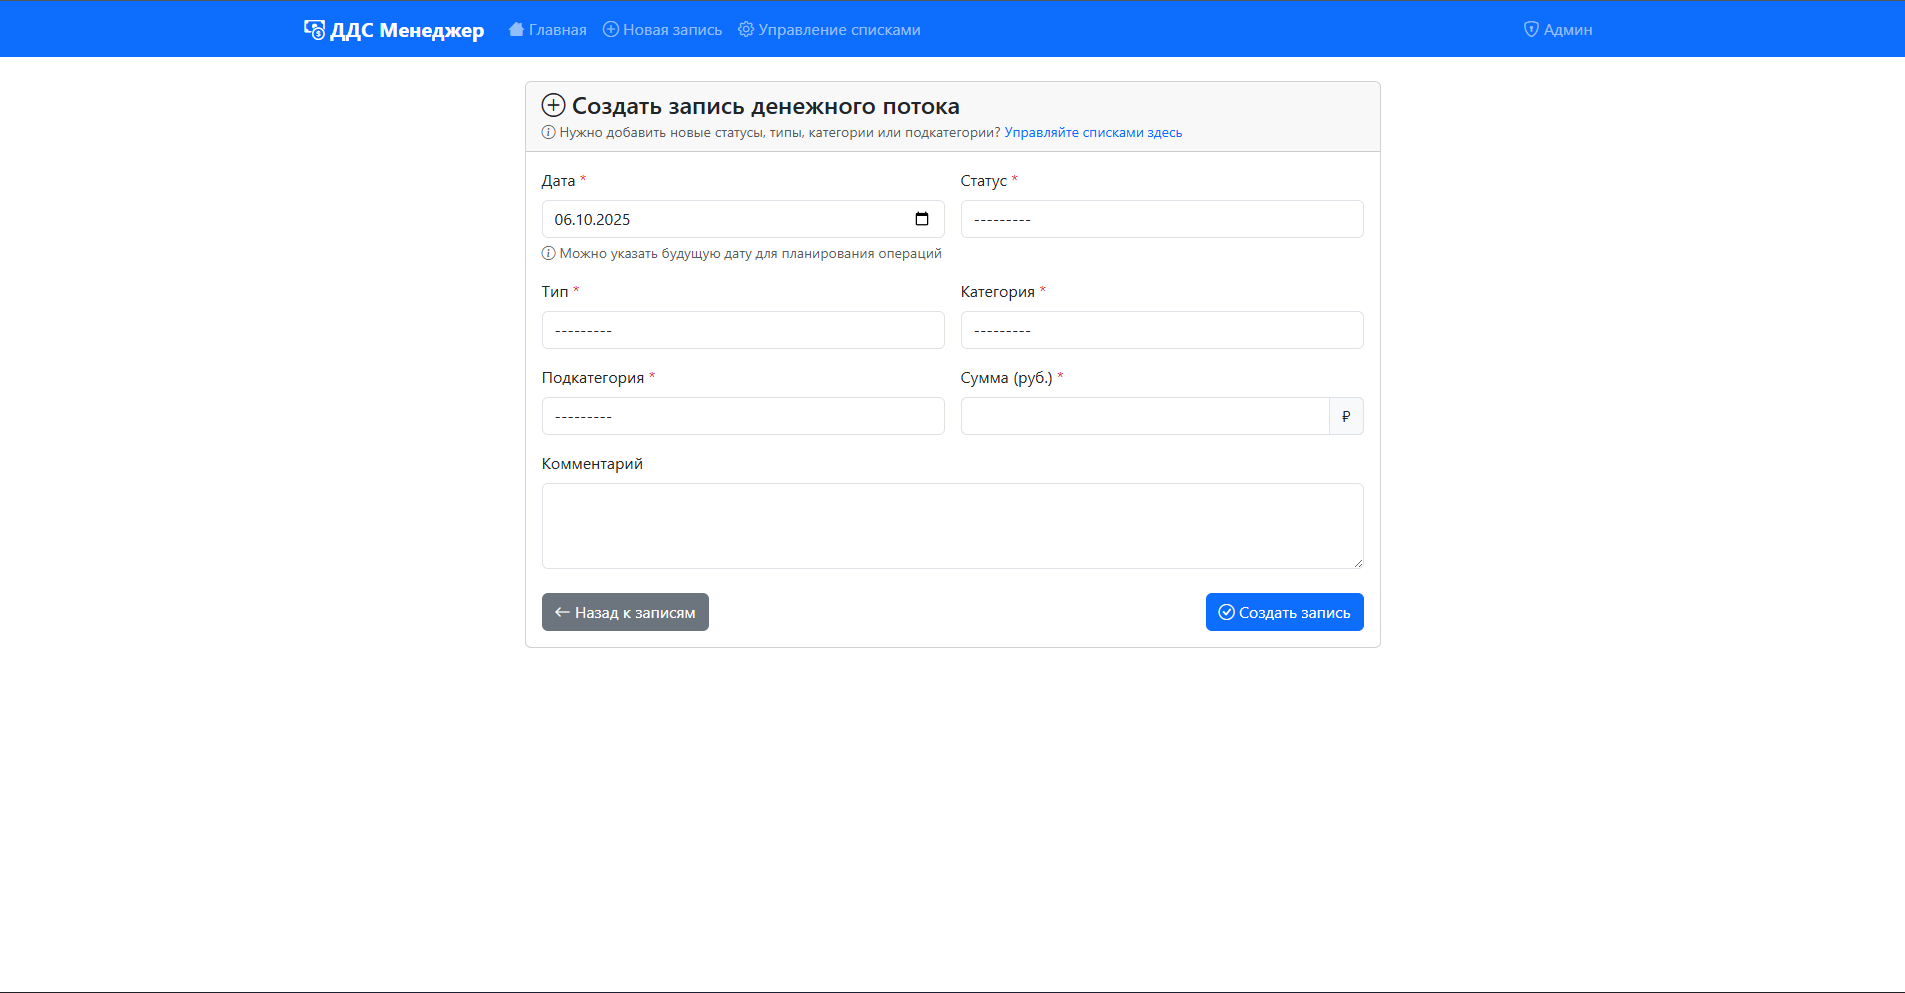 ДДС Менеджер Главная Новая запись Управление списками Админ
Создать запись денежного потока
Нужно добавить новые статусы, типы, категории или подкатегории? Управляйте списками здесь
Дата * Статус *
06.10.2025 ---------
Можно указать будущую дату для планирования операций
Тип * Категория *
--------- ---------
Подкатегория * Сумма (руб.) *
--------- ₽
Комментарий
Назад к записям Создать запись